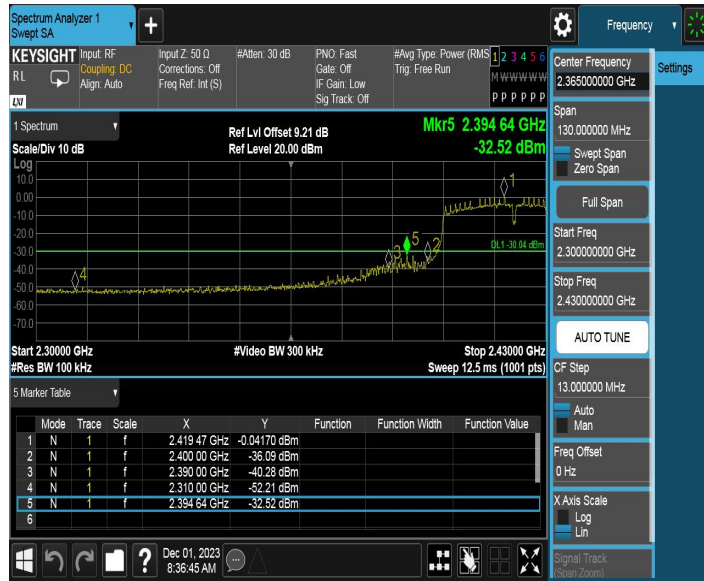 Spectrum Analyzer 1
Swept SA
Frequency
KEYSIGHT
RL
LXI
Input: RF
Coupling: DC
Align: Auto
Input Z: 50 Ω
Corrections: Off
Freq Ref: Int (S)
#Atten: 30 dB
PNO: Fast
Gate: Off
IF Gain: Low
Sig Track: Off
#Avg Type: Power (RMS
Trig: Free Run
1 2 3 4 5 6
M W W W W W
P P P P P P
Center Frequency
2.365000000 GHz
Settings
Span
130.000000 MHz
Swept Span
Zero Span
Full Span
Start Freq
2.300000000 GHz
Stop Freq
2.430000000 GHz
AUTO TUNE
CF Step
13.000000 MHz
Auto
Man
Freq Offset
0 Hz
X Axis Scale
Log
Lin
Signal Track
(Span Zoom)
1 Spectrum
Scale/Div 10 dB
Ref Lvl Offset 9.21 dB
Ref Level 20.00 dBm
Mkr5 2.394 64 GHz
-32.52 dBm
Log
10.0
0.00
-10.0
-20.0
-30.0
-40.0
-50.0
-60.0
-70.0
1
5
2
3
4
DL1 -30.04 dBm
Start 2.30000 GHz
#Res BW 100 kHz
#Video BW 300 kHz
Stop 2.43000 GHz
Sweep 12.5 ms (1001 pts)
5 Marker Table
Mode Trace Scale X Y Function Function Width Function Value
1 N 1 f 2.419 47 GHz -0.04170 dBm
2 N 1 f 2.400 00 GHz -36.09 dBm
3 N 1 f 2.390 00 GHz -40.28 dBm
4 N 1 f 2.310 00 GHz -52.21 dBm
5 N 1 f 2.394 64 GHz -32.52 dBm
6
?
Dec 01, 2023
8:36:45 AM